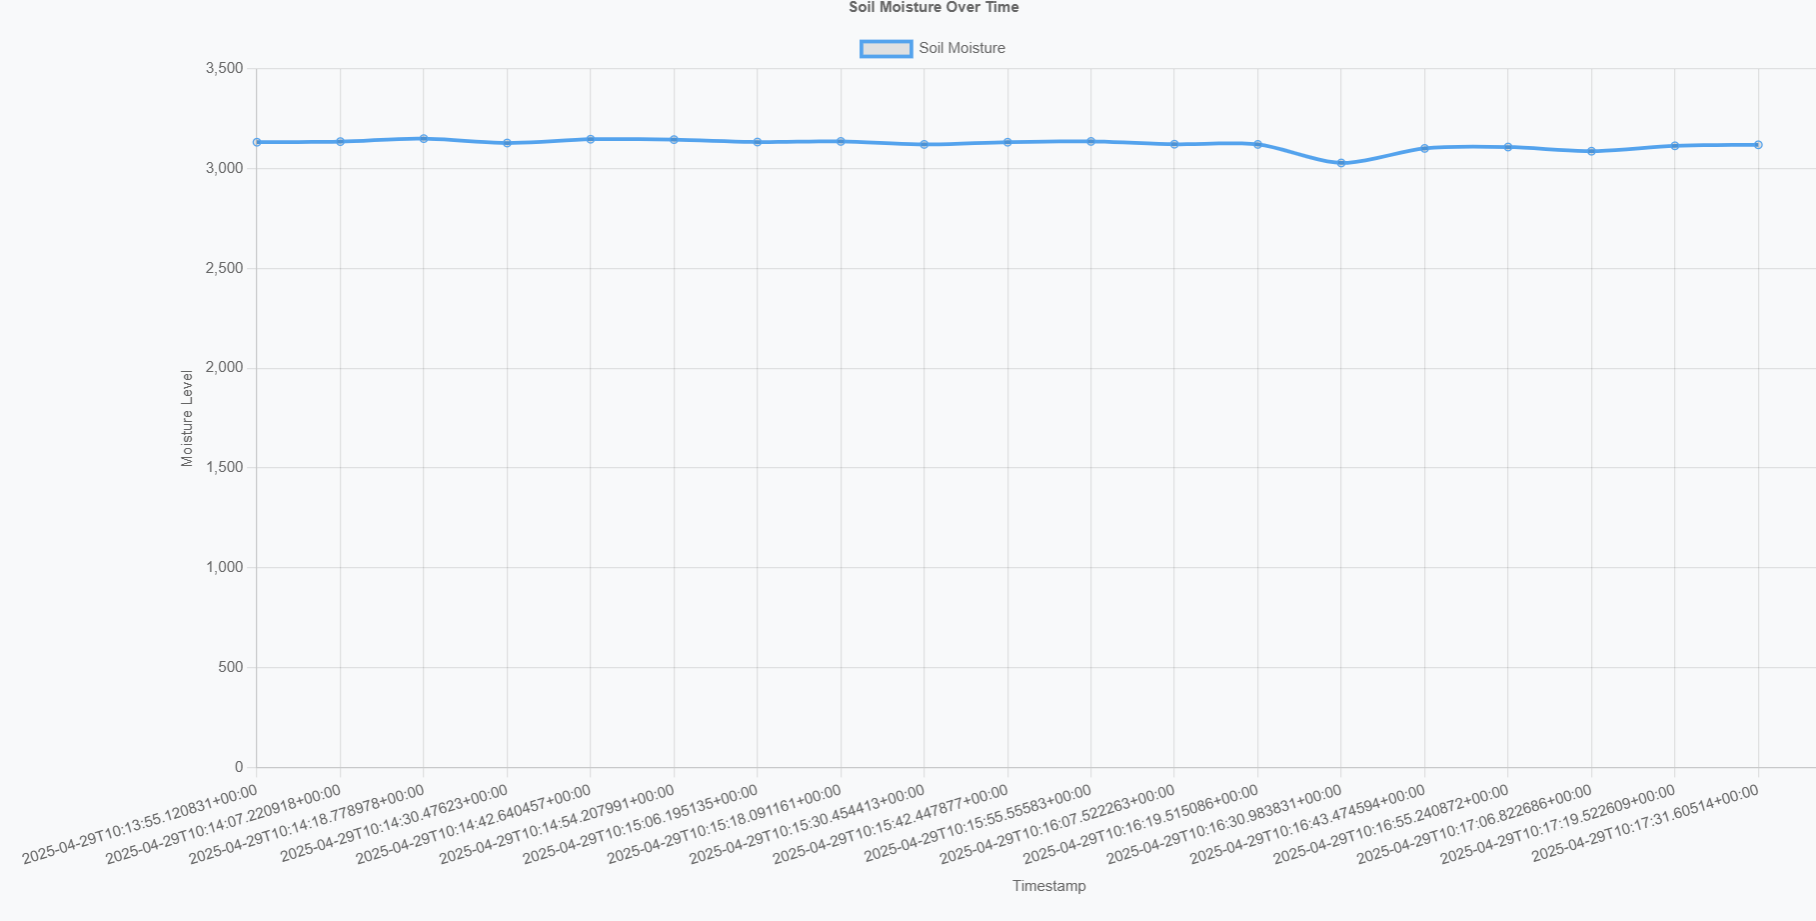 Soil Moisture Over Time
Soil Moisture
3,500
3,000
2,500
2,000
1,500
1,000
500
0
Moisture Level
2025-04-29T10:13:55.120831+00:00
2025-04-29T10:14:07.220918+00:00
2025-04-29T10:14:18.778978+00:00
2025-04-29T10:14:30.47623+00:00
2025-04-29T10:14:42.640457+00:00
2025-04-29T10:14:54.207991+00:00
2025-04-29T10:15:06.195135+00:00
2025-04-29T10:15:18.091161+00:00
2025-04-29T10:15:30.454413+00:00
2025-04-29T10:15:42.447877+00:00
2025-04-29T10:15:55.55583+00:00
2025-04-29T10:16:07.522263+00:00
2025-04-29T10:16:19.515086+00:00
2025-04-29T10:16:30.983831+00:00
2025-04-29T10:16:43.474594+00:00
2025-04-29T10:16:55.240872+00:00
2025-04-29T10:17:06.822686+00:00
2025-04-29T10:17:19.522609+00:00
2025-04-29T10:17:31.60514+00:00
Timestamp